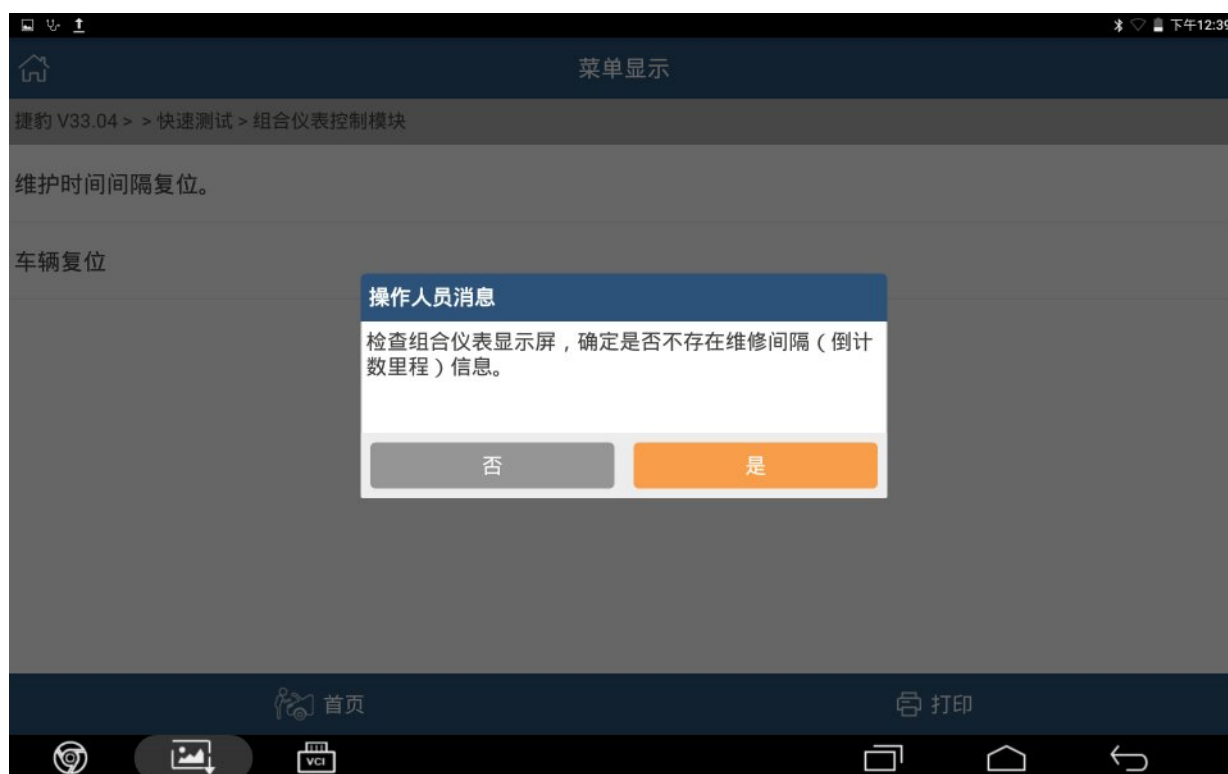 下午12:39
菜单显示
捷豹 V33.04 > > 快速测试 > 组合仪表控制模块
维护时间间隔复位。
车辆复位
操作人员消息
检查组合仪表显示屏，确定是否不存在维修间隔（倒计
数里程）信息。
否
是
首页
打印
VCI